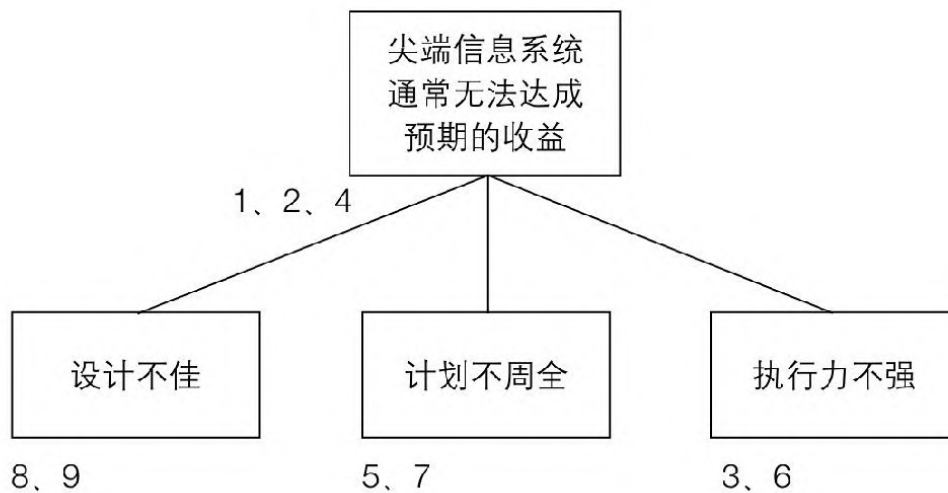 尖端信息系统
通常无法达成
预期的收益
1、2、4
设计不佳
计划不周全
执行力不强
8、9
5、7
3、6